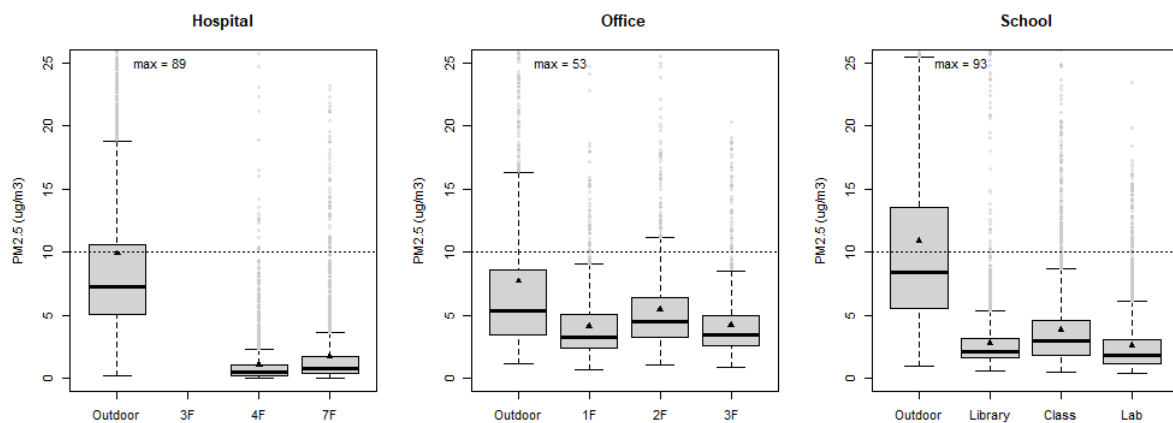 Hospital
max = 89
PM2.5 (ug/m3)
25
20
15
10
5
0
Outdoor 3F 4F 7F
Office
max = 53
PM2.5 (ug/m3)
25
20
15
10
5
0
Outdoor 1F 2F 3F
School
max = 93
PM2.5 (ug/m3)
25
20
15
10
5
0
Outdoor Library Class Lab